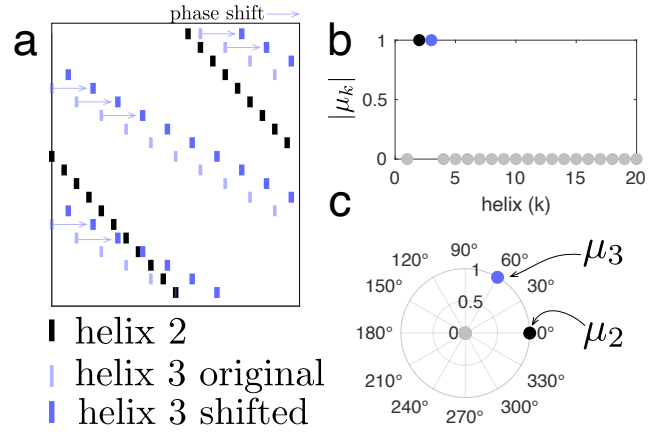 phase shift
a
helix 2
helix 3 original
helix 3 shifted
b
1
0.5
0
|μk|
0 5 10 15 20
helix (k)
c
90°
120° 60°
150° 30°
180° 0 0.5 1 0°
210° 330°
240° 300°
270°
μ3
μ2